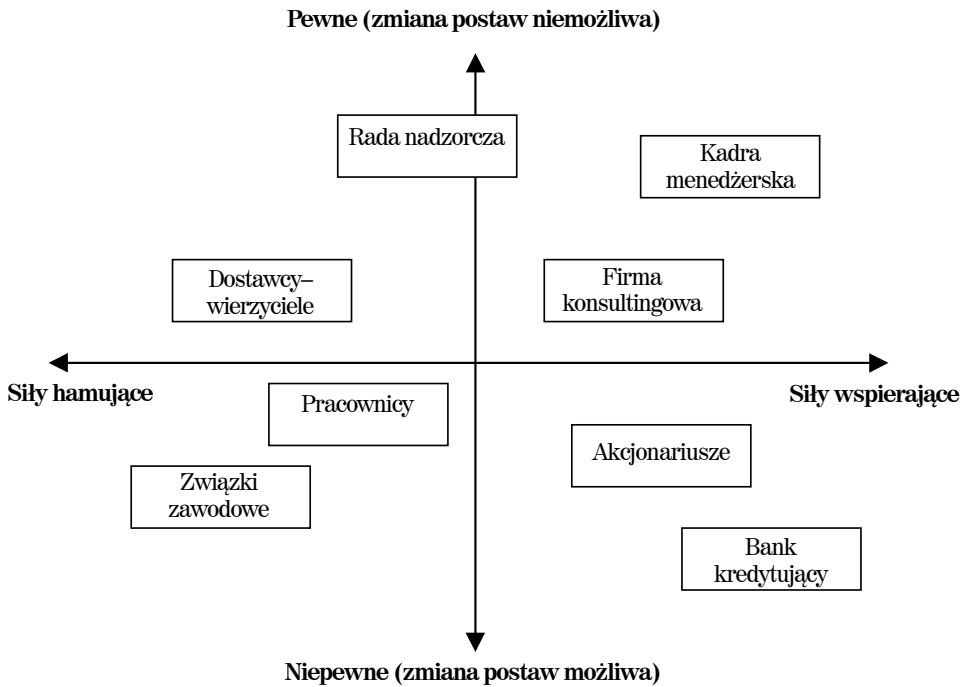 Pewne (zmiana postaw niemożliwa)
Rada nadzorcza
Kadra
menedżerska
Dostawcy–
wierzyciele
Firma
konsultingowa
Siły hamujące
Siły wspierające
Pracownicy
Akcjonariusze
Związki
zawodowe
Bank
kredytujący
Niepewne (zmiana postaw możliwa)